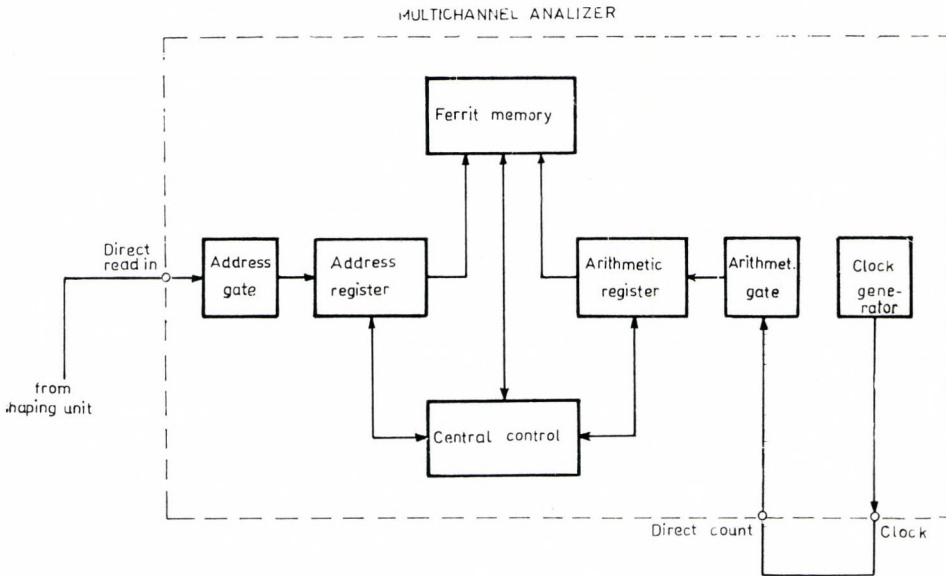 MULTICHANNEL ANALIZER
Ferrit memory
Direct
read in
Address
gate
Address
register
Arithmetic
register
Arithmet.
gate
Clock
gene-
rator
from
haping unit
Central control
Direct count
Clock